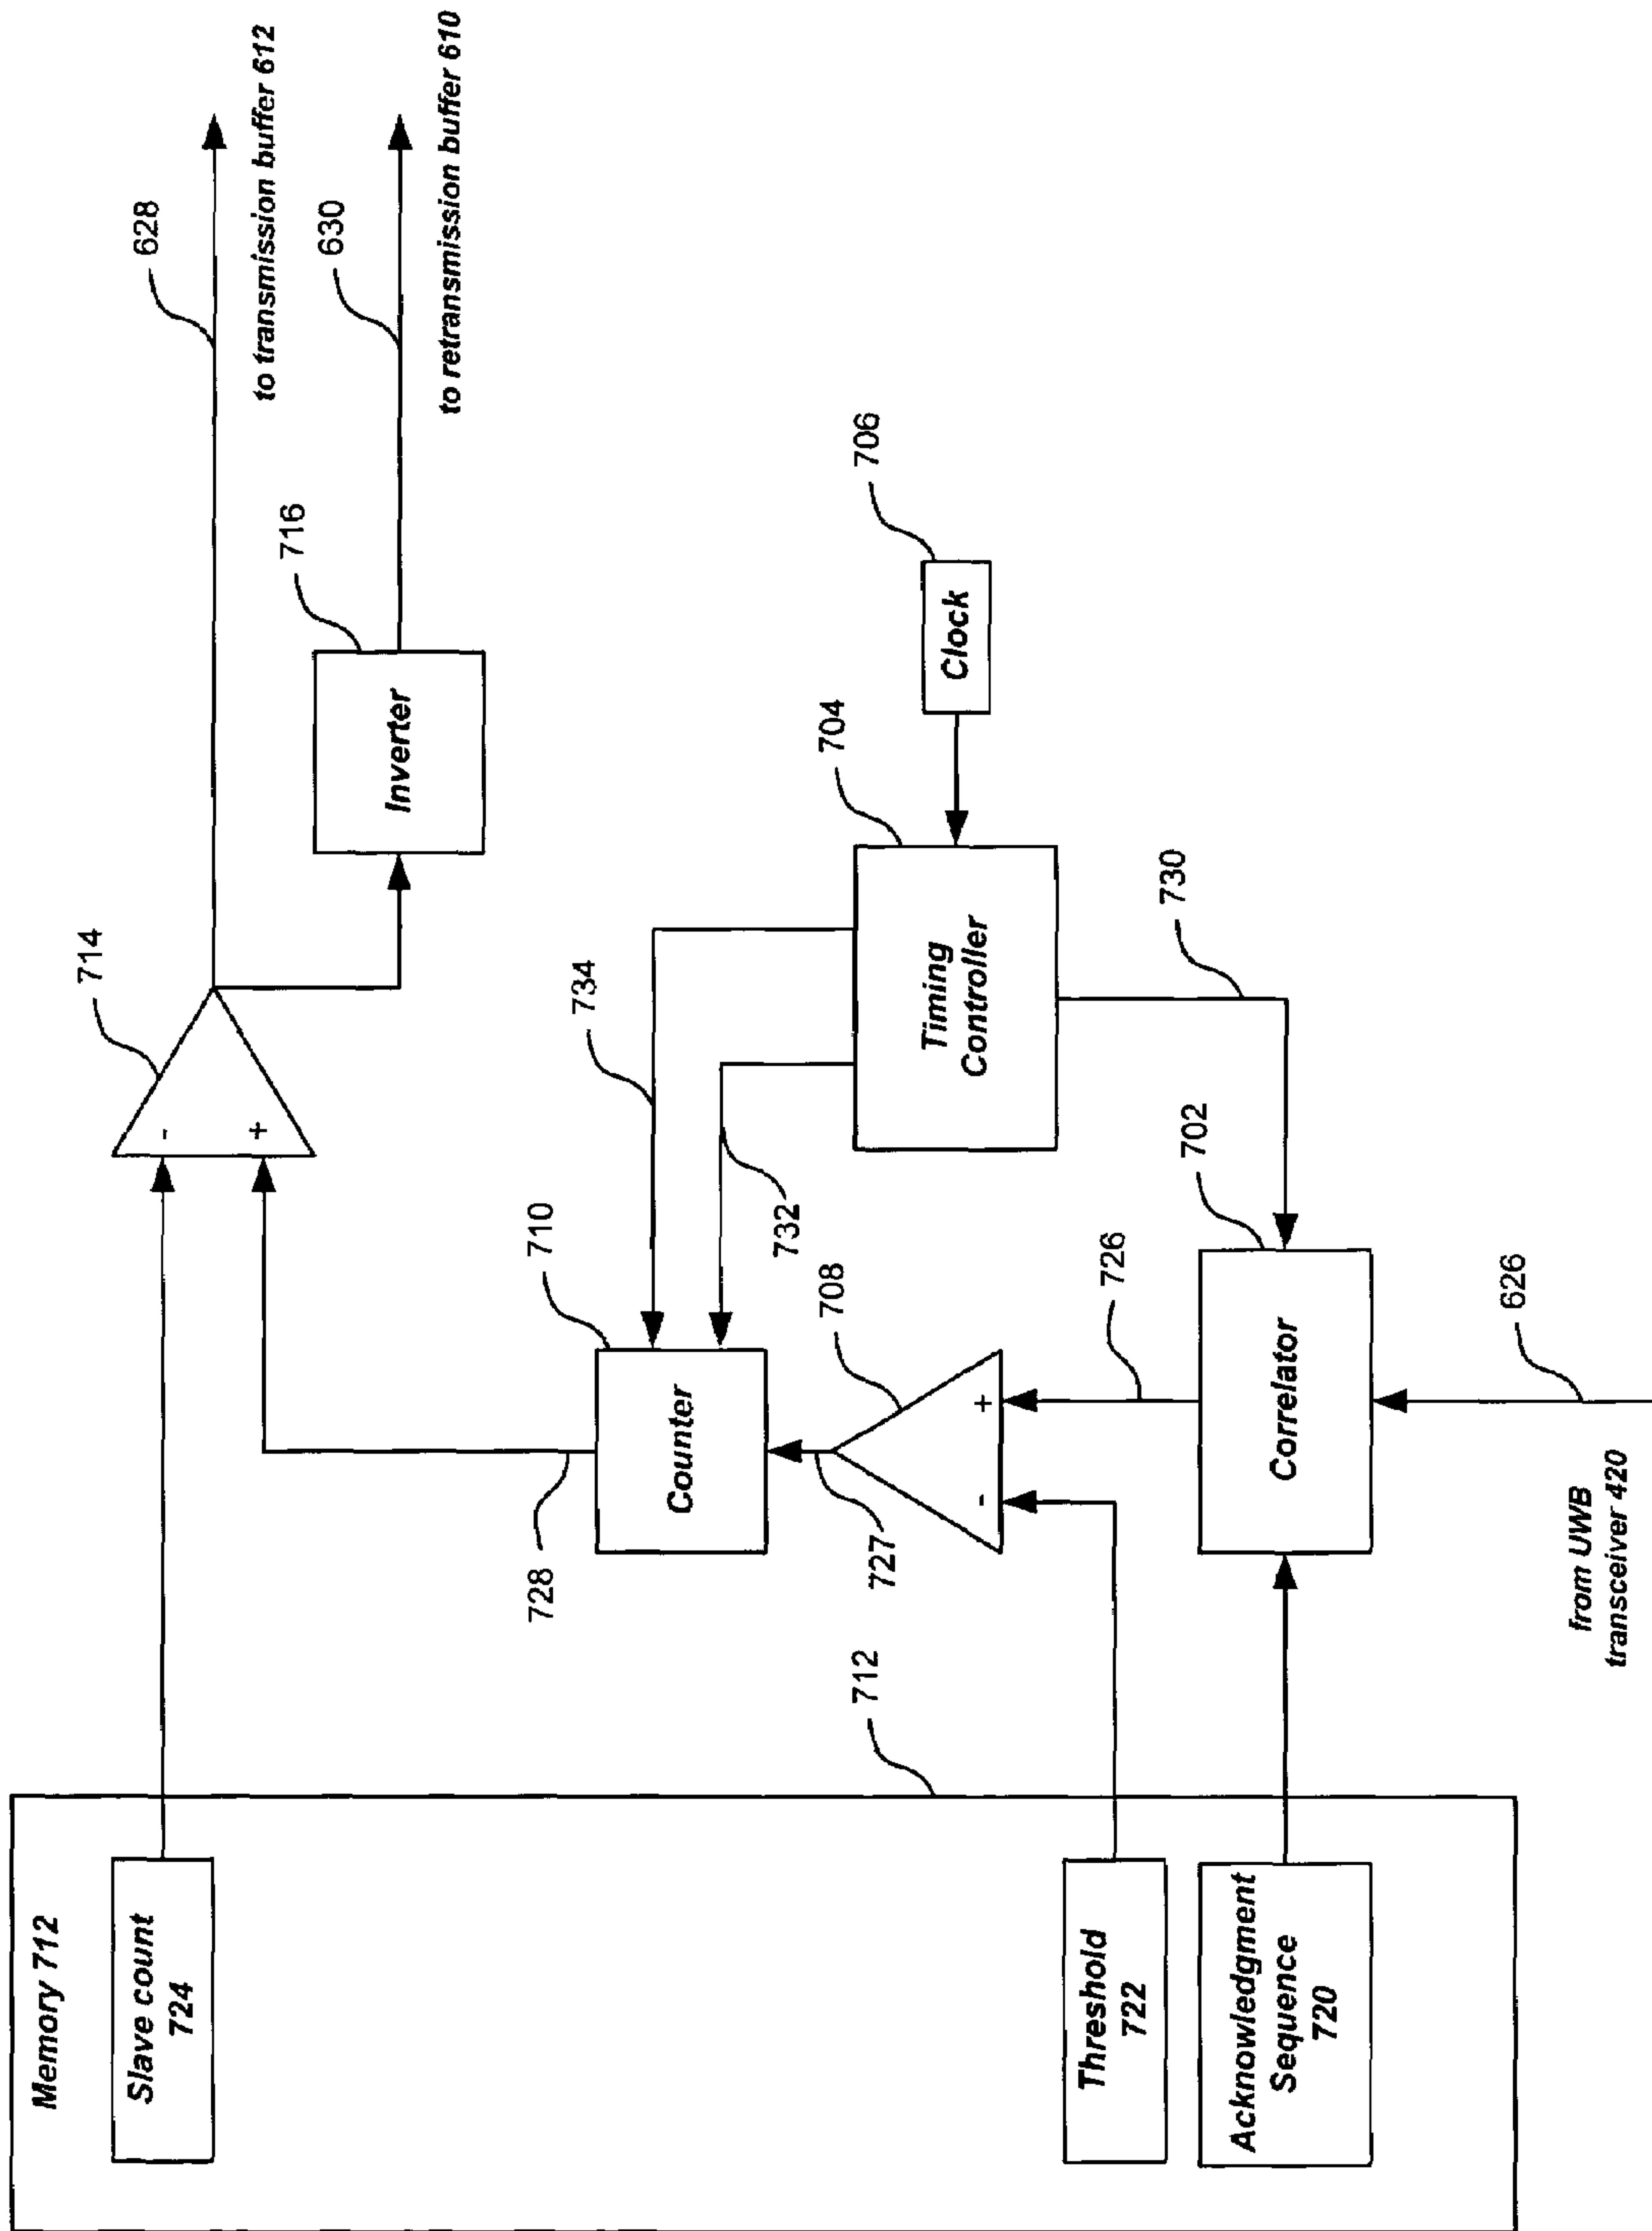 Memory 712
Slave count
724
Threshold
722
Acknowledgment
Sequence
720
712
728
727
708
710
Counter
-
+
714
-
+
628
to transmission buffer 612
716
Inverter
630
to retransmission buffer 610
734
732
704
Timing
Controller
706
Clock
730
702
726
Correlator
626
from UWB
transceiver 420